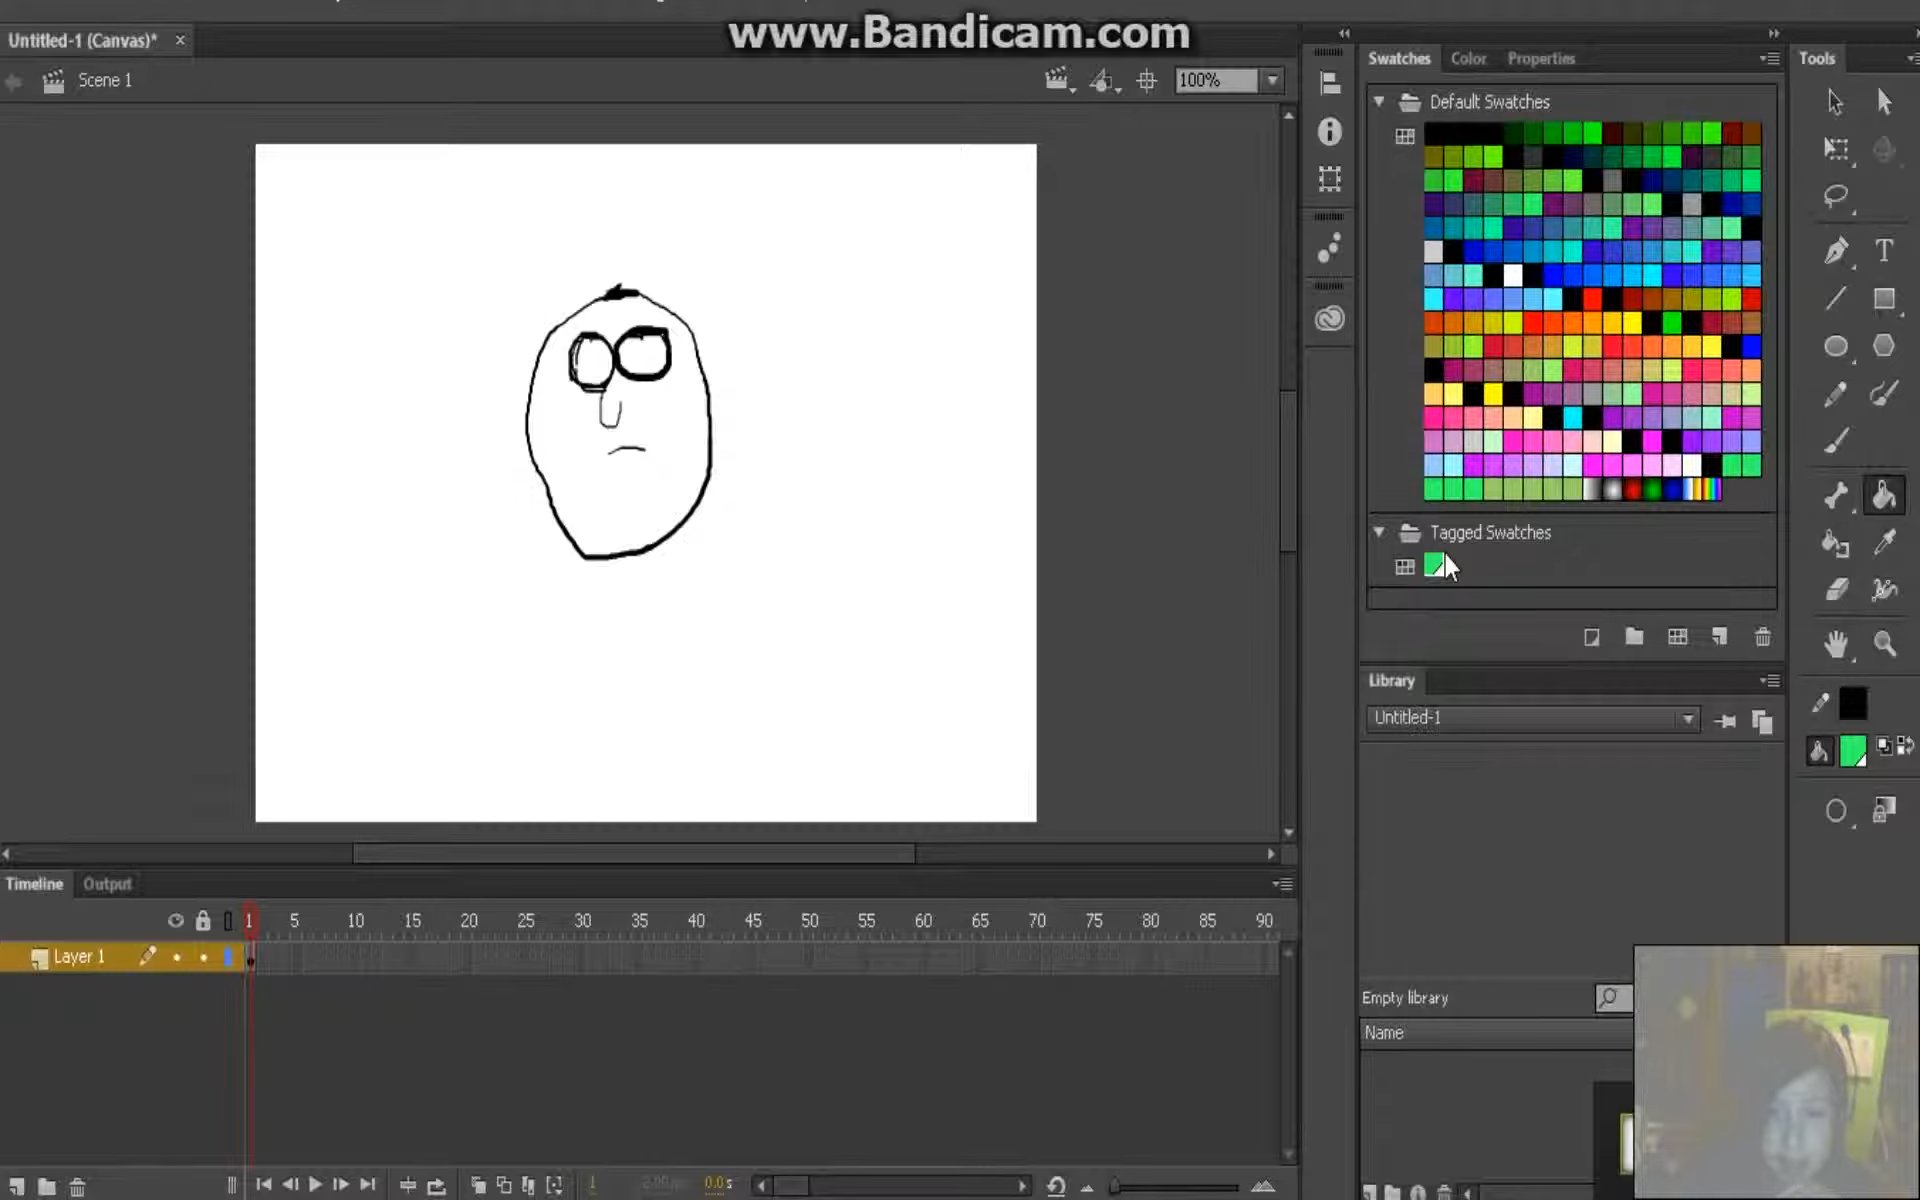 www.Bandicam.com
Untitled-1 (Canvas)*
Scene 1
100%
Swatches Color Properties
Tools
Default Swatches
Tagged Swatches
Library
Untitled-1
Empty library
Name
Timeline Output
1 5 10 15 20 25 30 35 40 45 50 55 60 65 70 75 80 85 90
Layer 1
1 0.0s